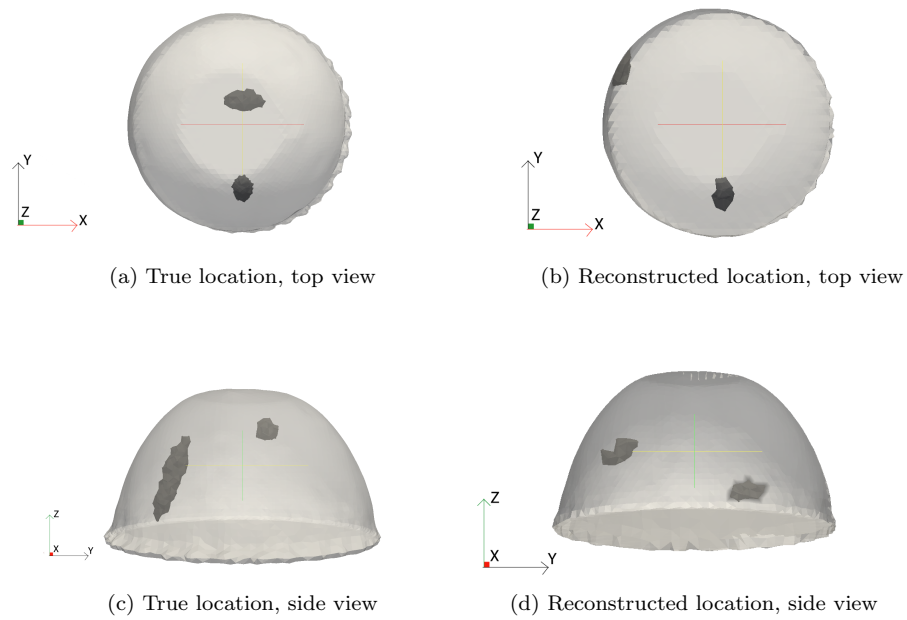 Y
Z
X
Y
Z
X
(a) True location, top view
(b) Reconstructed location, top view
Z
X
Y
Z
X
Y
(c) True location, side view
(d) Reconstructed location, side view